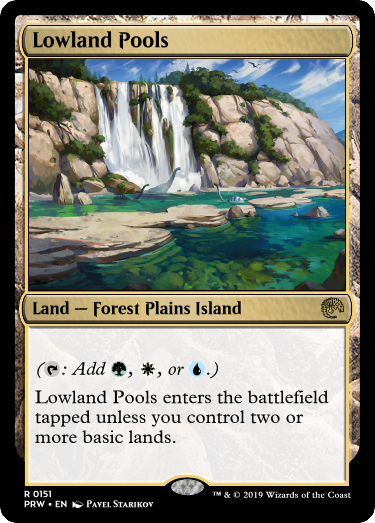 Lowland Pools
Land — Forest Plains Island
(: Add , , or .)
Lowland Pools enters the battlefield
tapped unless you control two or
more basic lands.
R 0151
PRW • EN PAVEL STARIKOV
™ & © 2019 Wizards of the Coast